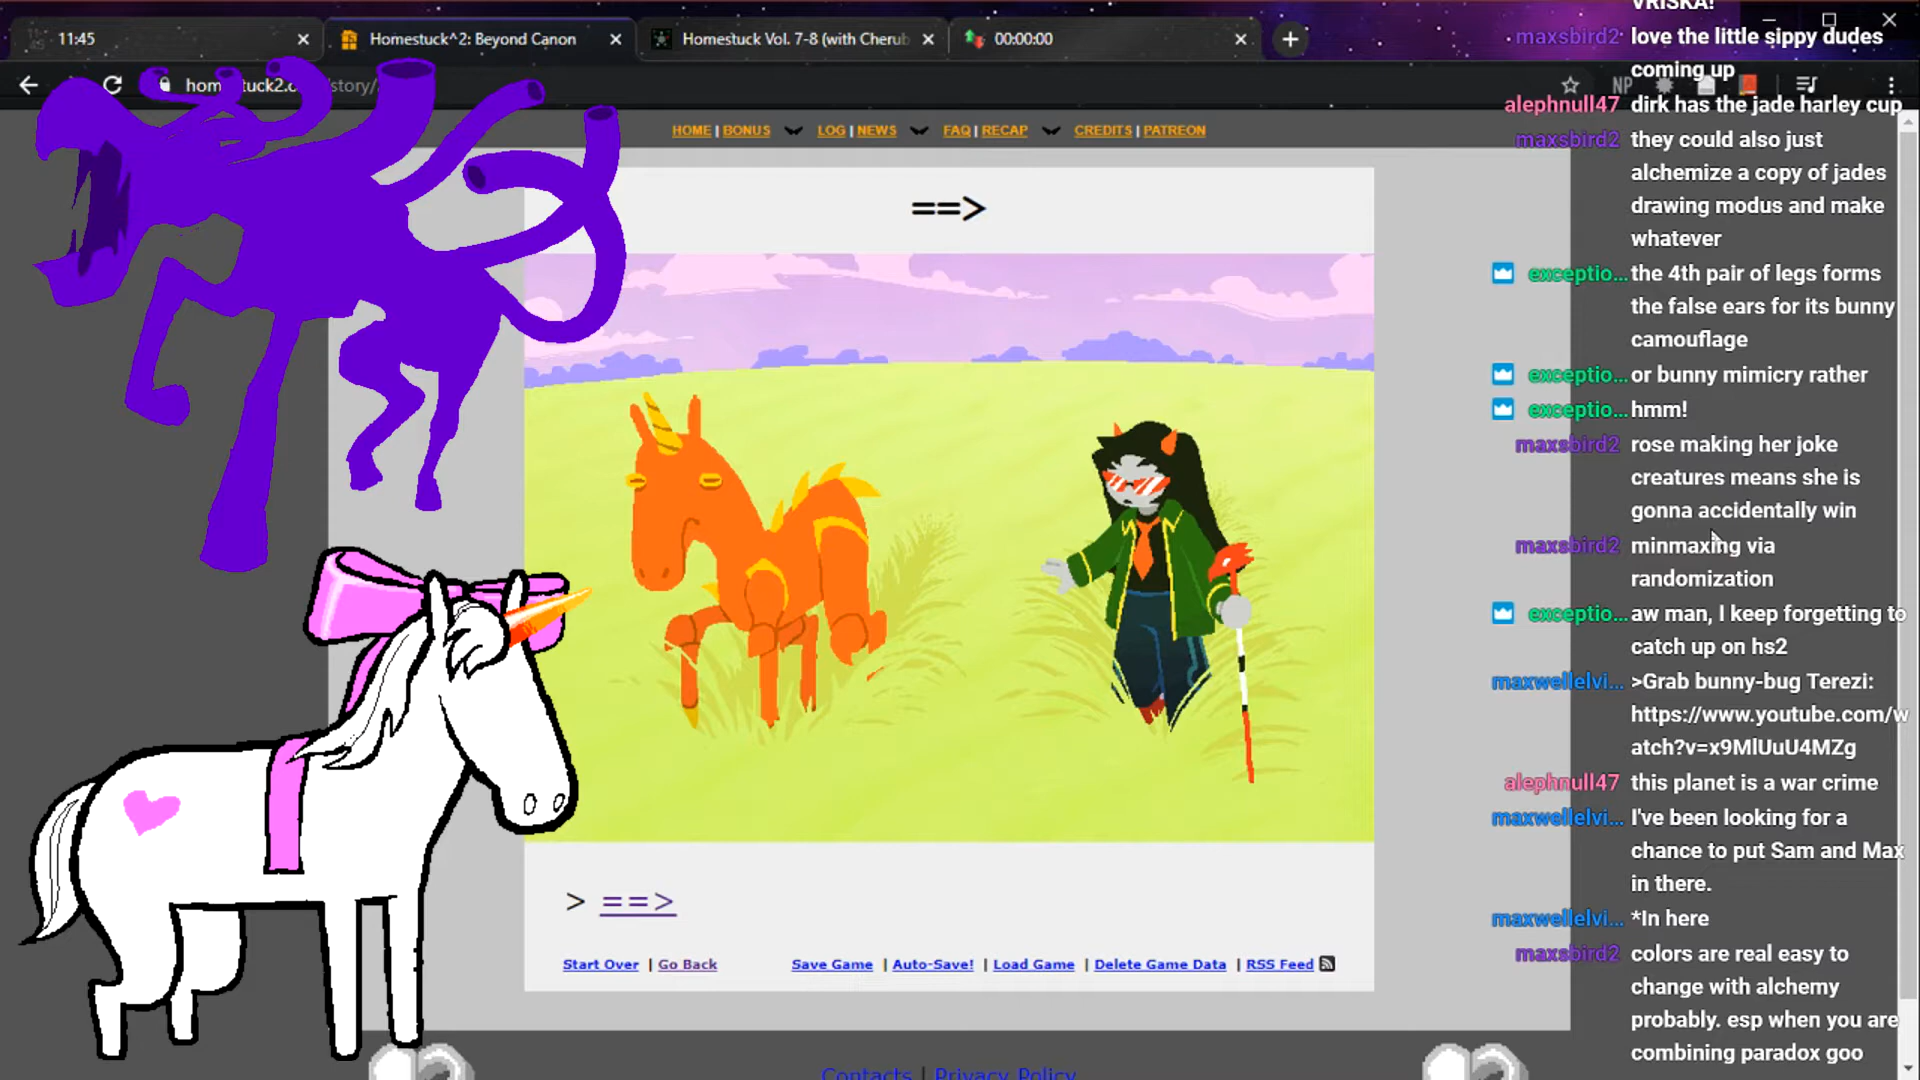 11:45
Homestuck^2: Beyond Canon
Homestuck Vol. 7-8 (with Cherub
00:00:00
HOME | BONUS LOG | NEWS FAQ | RECAP CREDITS | PATREON
==>
> ==>
Start Over | Go Back Save Game | Auto-Save! | Load Game | Delete Game Data | RSS Feed
Contacts | Privacy Policy
VRISKA!
maxsbird2 love the little sippy dudes
coming up
alephnull47 dirk has the jade harley cup
maxsbird2 they could also just
alchemize a copy of jades
drawing modus and make
whatever
exceptio... the 4th pair of legs forms
the false ears for its bunny
camouflage
exceptio... or bunny mimicry rather
exceptio... hmm!
maxsbird2 rose making her joke
creatures means she is
gonna accidentally win
maxsbird2 minmaxing via
randomization
exceptio... aw man, I keep forgetting to
catch up on hs2
maxwellelvi... >Grab bunny-bug Terezi:
https://www.youtube.com/w
atch?v=x9MlUuU4MZg
alephnull47 this planet is a war crime
maxwellelvi... I've been looking for a
chance to put Sam and Max
in there.
maxwellelvi... *In here
maxsbird2 colors are real easy to
change with alchemy
probably. esp when you are
combining paradox goo